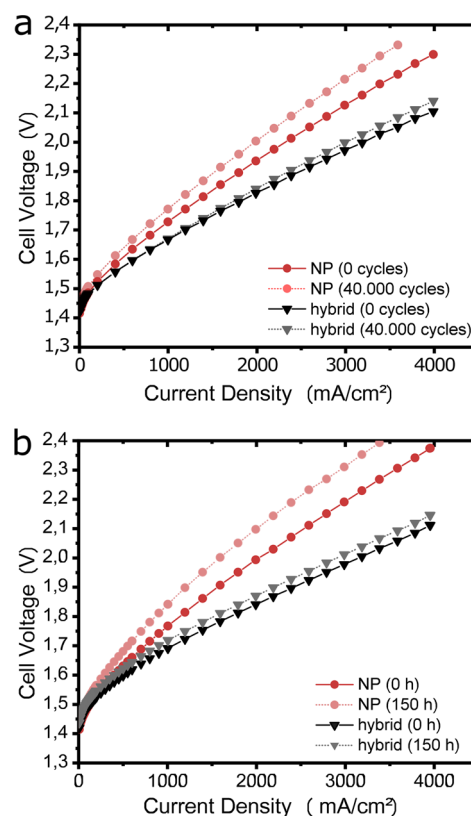 a
2,4
2,3
2,2
2,1
2,0
1,9
1,8
1,7
1,6
1,5
1,4
1,3
Cell Voltage (V)
NP (0 cycles)
NP (40.000 cycles)
hybrid (0 cycles)
hybrid (40.000 cycles)
0 1000 2000 3000 4000
Current Density (mA/cm²)
b
2,4
2,3
2,2
2,1
2,0
1,9
1,8
1,7
1,6
1,5
1,4
1,3
Cell Voltage (V)
NP (0 h)
NP (150 h)
hybrid (0 h)
hybrid (150 h)
0 1000 2000 3000 4000
Current Density ( mA/cm²)